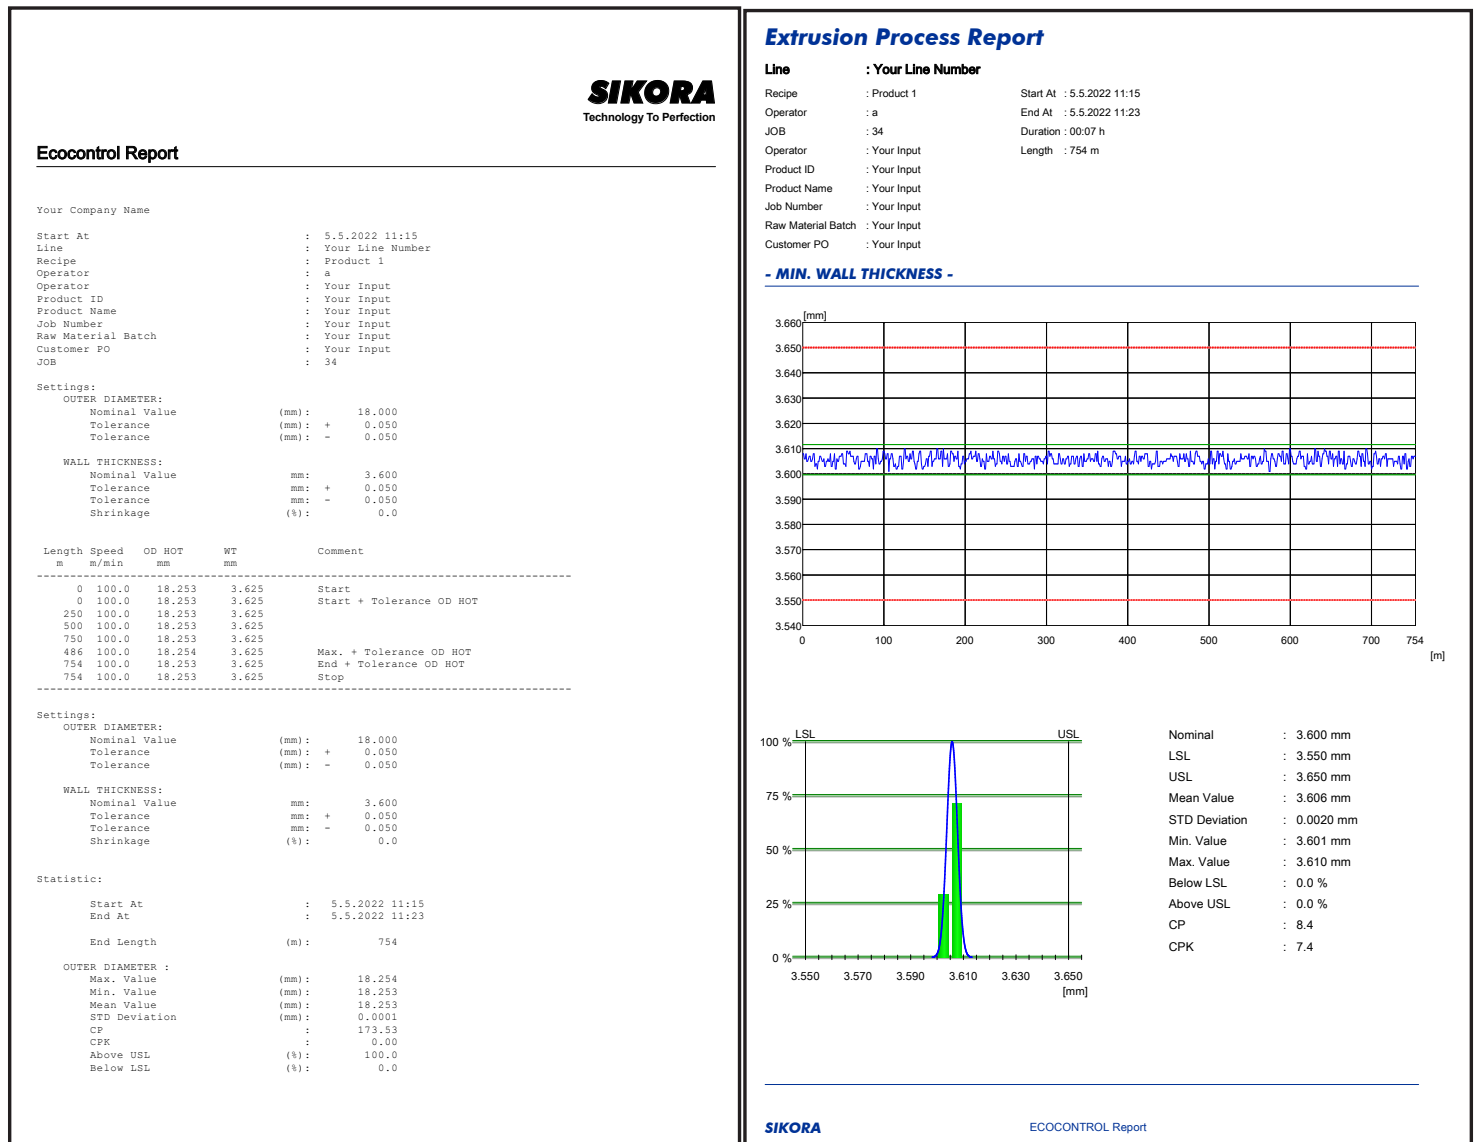 SIKORA
Technology To Perfection
Ecocontrol Report
Your Company Name
Start At : 5.5.2022 11:15
Line : Your Line Number
Recipe : Product 1
Operator : a
Operator : Your Input
Product ID : Your Input
Product Name : Your Input
Job Number : Your Input
Raw Material Batch : Your Input
Customer PO : Your Input
JOB : 34
Settings:
OUTER DIAMETER:
Nominal Value (mm): 18.000
Tolerance (mm): + 0.050
Tolerance (mm): - 0.050
WALL THICKNESS:
Nominal Value mm: 3.600
Tolerance mm: + 0.050
Tolerance mm: - 0.050
Shrinkage (%): 0.0
Length Speed OD HOT WT Comment
m m/min mm mm
0 100.0 18.253 3.625 Start
0 100.0 18.253 3.625 Start + Tolerance OD HOT
250 100.0 18.253 3.625
500 100.0 18.253 3.625
750 100.0 18.253 3.625
486 100.0 18.254 3.625 Max. + Tolerance OD HOT
754 100.0 18.253 3.625 End + Tolerance OD HOT
754 100.0 18.253 3.625 Stop
Settings:
OUTER DIAMETER:
Nominal Value (mm): 18.000
Tolerance (mm): + 0.050
Tolerance (mm): - 0.050
WALL THICKNESS:
Nominal Value mm: 3.600
Tolerance mm: + 0.050
Tolerance mm: - 0.050
Shrinkage (%): 0.0
Statistic:
Start At : 5.5.2022 11:15
End At : 5.5.2022 11:23
End Length (m): 754
OUTER DIAMETER :
Max. Value (mm): 18.254
Min. Value (mm): 18.253
Mean Value (mm): 18.253
STD Deviation (mm): 0.0001
CP : 173.53
CPK : 0.00
Above USL (%): 100.0
Below LSL (%): 0.0
Extrusion Process Report
Line : Your Line Number
Recipe : Product 1 Start At : 5.5.2022 11:15
Operator : a End At : 5.5.2022 11:23
JOB : 34 Duration : 00:07 h
Operator : Your Input Length : 754 m
Product ID : Your Input
Product Name : Your Input
Job Number : Your Input
Raw Material Batch : Your Input
Customer PO : Your Input
- MIN. WALL THICKNESS -
[mm]
3.660
3.650
3.640
3.630
3.620
3.610
3.600
3.590
3.580
3.570
3.560
3.550
3.540
0 100 200 300 400 500 600 700 754
[m]
LSL USL
100 %
75 %
50 %
25 %
0 %
3.550 3.570 3.590 3.610 3.630 3.650
[mm]
Nominal : 3.600 mm
LSL : 3.550 mm
USL : 3.650 mm
Mean Value : 3.606 mm
STD Deviation : 0.0020 mm
Min. Value : 3.601 mm
Max. Value : 3.610 mm
Below LSL : 0.0 %
Above USL : 0.0 %
CP : 8.4
CPK : 7.4
SIKORA ECOCONTROL Report